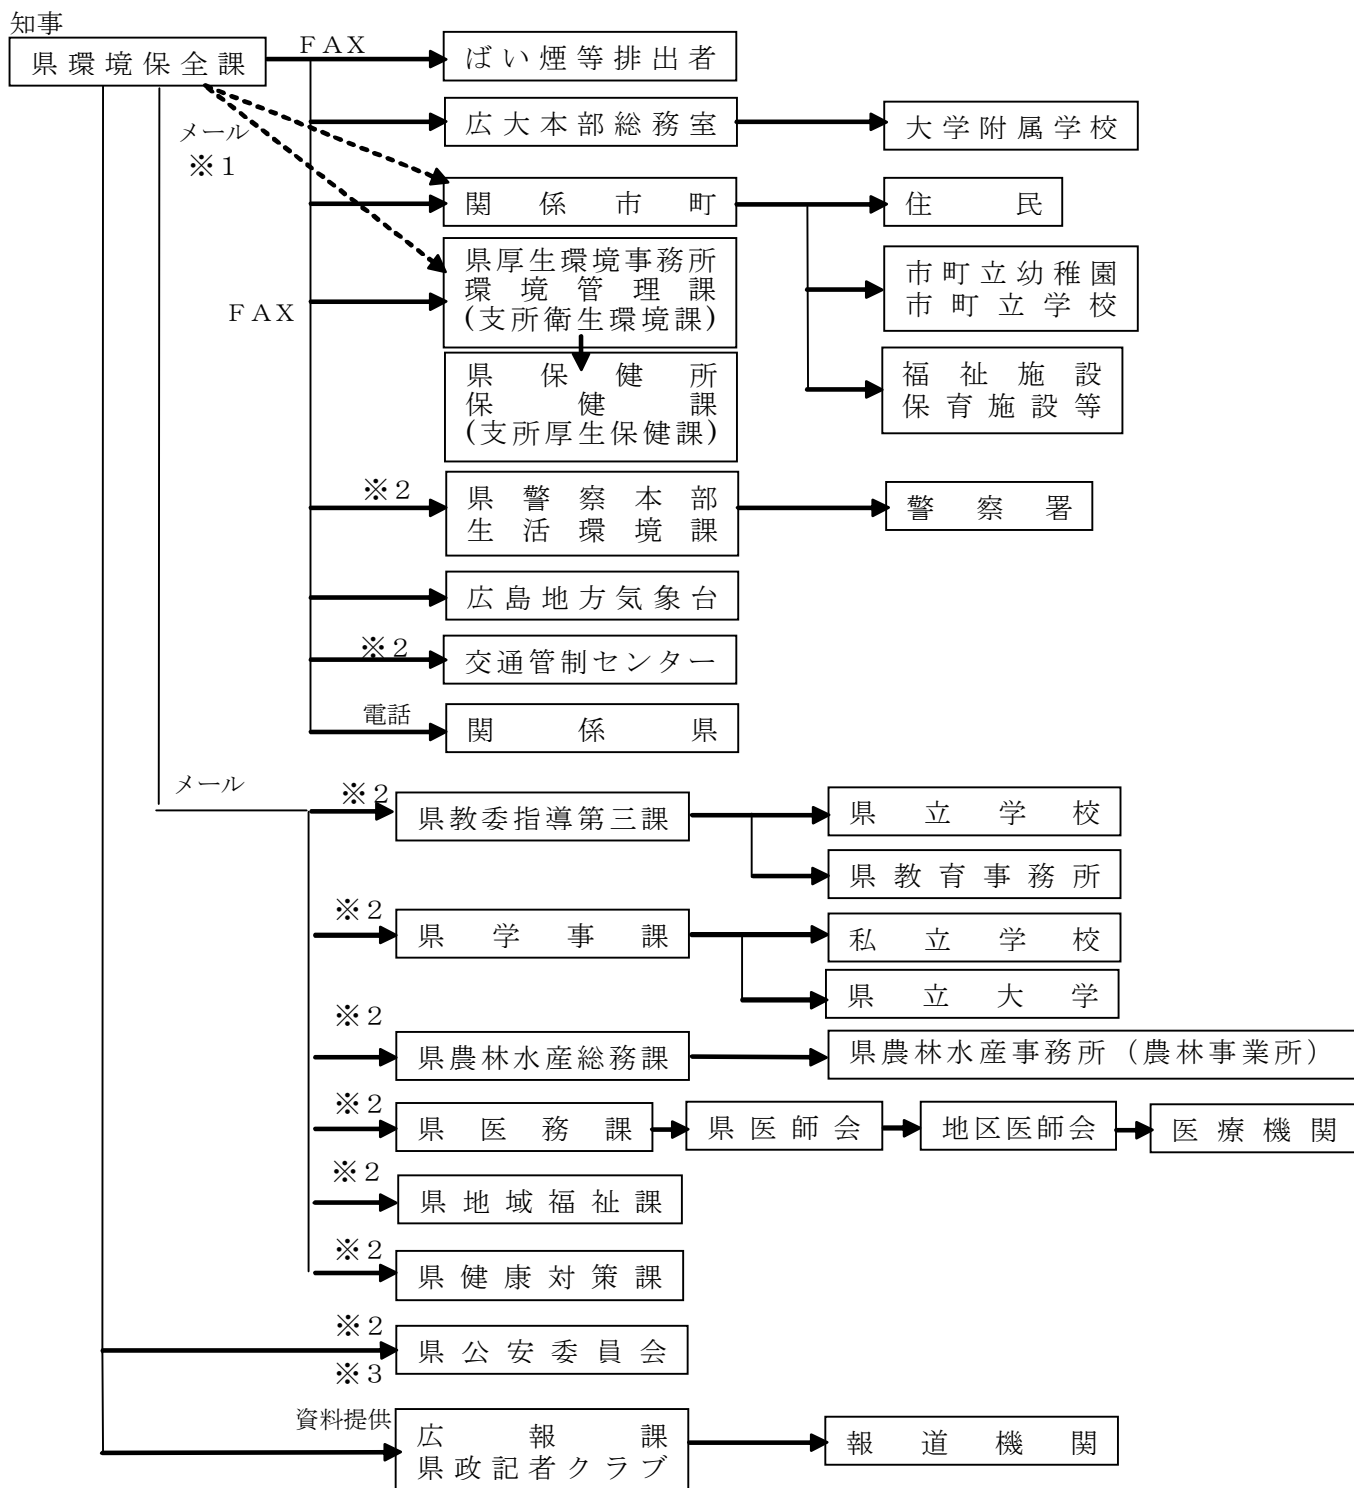 知事
県環境保全課
FAX
ばい煙等排出者
メール
※1
広大本部総務室
大学附属学校
関係市町
住民
市町立幼稚園
市町立学校
福祉施設
保育施設等
FAX
県厚生環境事務所
環境管理課
(支所衛生環境課)
県保健所
保健課
(支所厚生保健課)
※2
県警察本部
生活環境課
警察署
広島地方気象台
※2
交通管制センター
電話
関係県
メール
※2
県教委指導第三課
県立学校
県教育事務所
※2
県学事課
私立学校
県立大学
※2
県農林水産総務課
県農林水産事務所(農林事業所)
※2
県医務課
県医師会
地区医師会
医療機関
※2
県地域福祉課
※2
県健康対策課
※2
※3
県公安委員会
資料提供
広報課
県政記者クラブ
報道機関